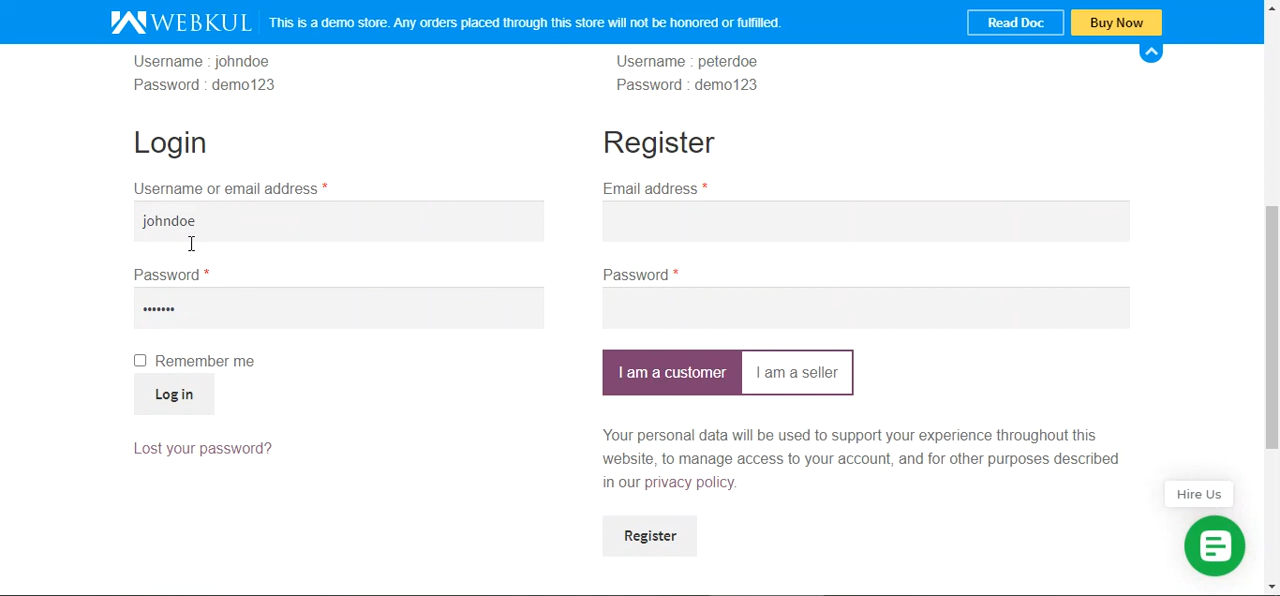 WEBKUL
This is a demo store. Any orders placed through this store will not be honored or fulfilled.
Read Doc
Buy Now
Username : johndoe
Password : demo123
Username : peterdoe
Password : demo123
Login
Username or email address *
johndoe
Password *
•••••••
Remember me
Log in
Lost your password?
Register
Email address *
Password *
I am a customer
I am a seller
Your personal data will be used to support your experience throughout this
website, to manage access to your account, and for other purposes described
in our privacy policy.
Register
Hire Us